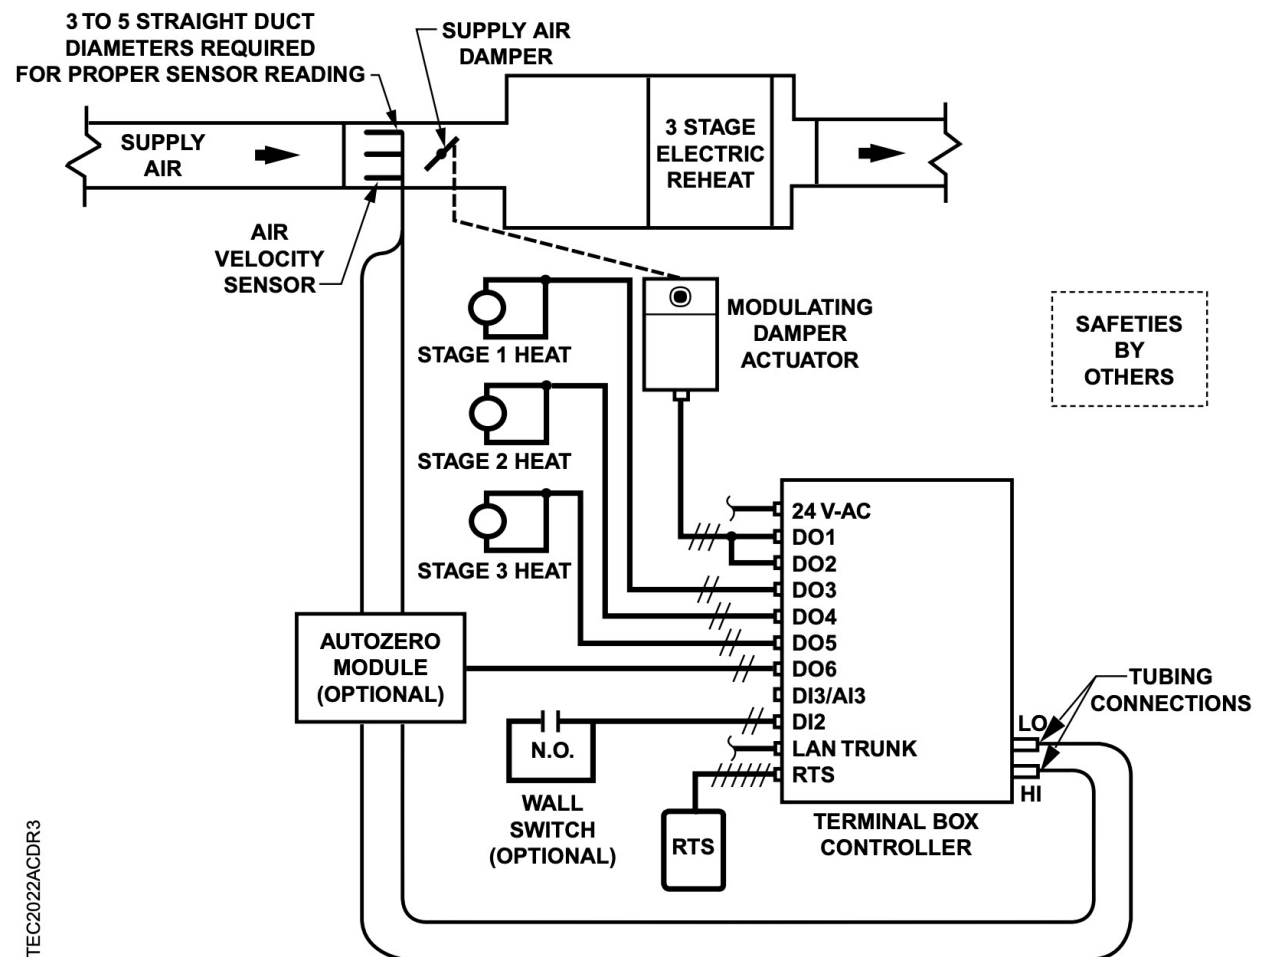 3 TO 5 STRAIGHT DUCT
DIAMETERS REQUIRED
FOR PROPER SENSOR READING
SUPPLY AIR
DAMPER
SUPPLY
AIR
3 STAGE
ELECTRIC
REHEAT
AIR
VELOCITY
SENSOR
MODULATING
DAMPER
ACTUATOR
SAFETIES
BY
OTHERS
STAGE 1 HEAT
STAGE 2 HEAT
STAGE 3 HEAT
24 V-AC
DO1
DO2
DO3
DO4
DO5
DO6
DI3/AI3
DI2
LAN TRUNK
RTS
AUTOZERO
MODULE
(OPTIONAL)
TUBING
CONNECTIONS
LO
HI
N.O.
WALL
SWITCH
(OPTIONAL)
RTS
TERMINAL BOX
CONTROLLER
TEC2022ACDR3